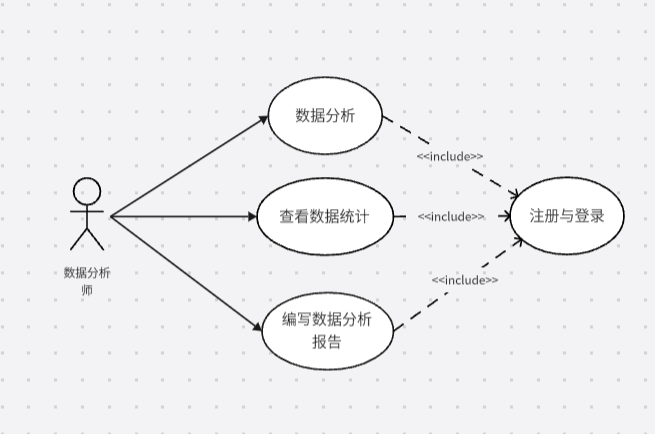 数据分析
<<include>>
查看数据统计
<<include>>
注册与登录
数据分析
师
<<include>>
编写数据分析
报告